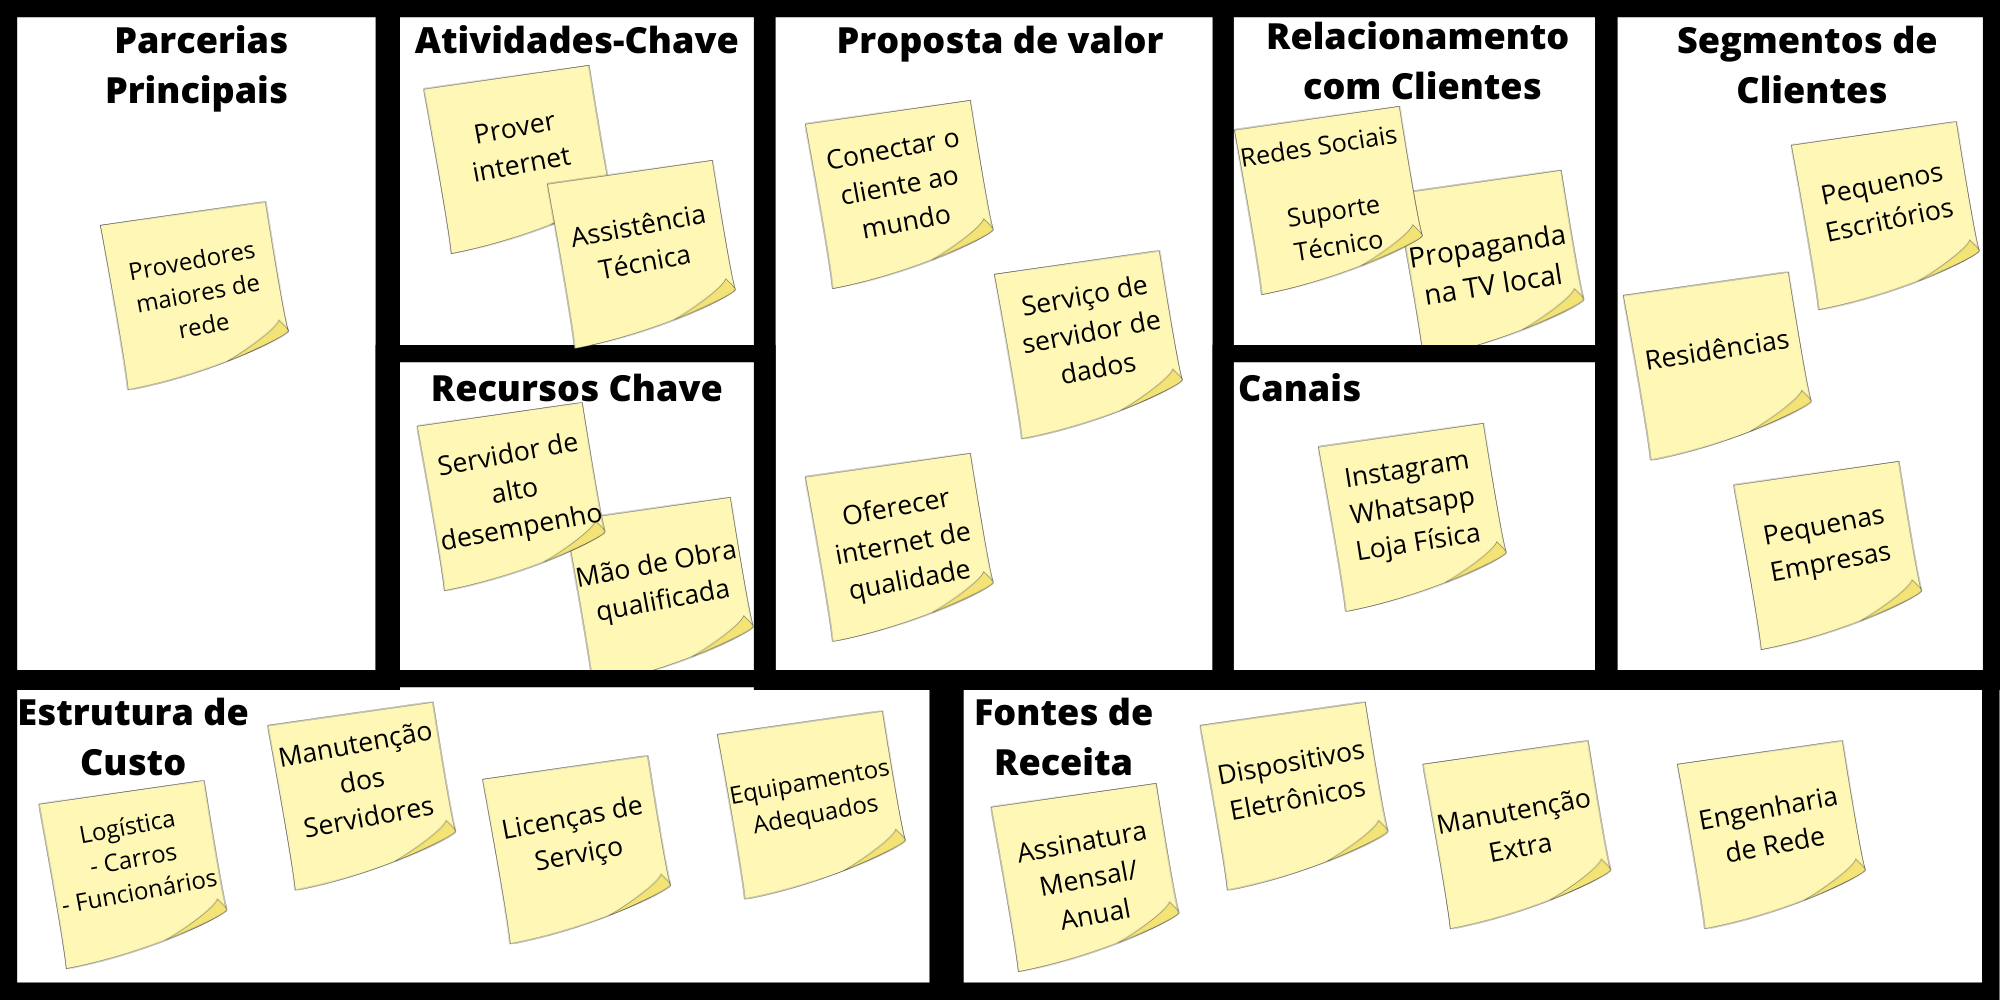 Parcerias
Principais
Provedores
maiores de
rede
Atividades-Chave
Prover
internet
Assistência
Técnica
Recursos Chave
Servidor de
alto
desempenho
Mão de Obra
qualificada
Proposta de valor
Conectar o
cliente ao
mundo
Serviço de
servidor de
dados
Oferecer
internet de
qualidade
Relacionamento
com Clientes
Redes Sociais
Suporte
Técnico
Propaganda
na TV local
Canais
Instagram
Whatsapp
Loja Física
Segmentos de
Clientes
Pequenos
Escritórios
Residências
Pequenas
Empresas
Estrutura de
Custo
Logística
- Carros
- Funcionários
Manutenção
dos
Servidores
Licenças de
Serviço
Equipamentos
Adequados
Fontes de
Receita
Assinatura
Mensal/
Anual
Dispositivos
Eletrônicos
Manutenção
Extra
Engenharia
de Rede